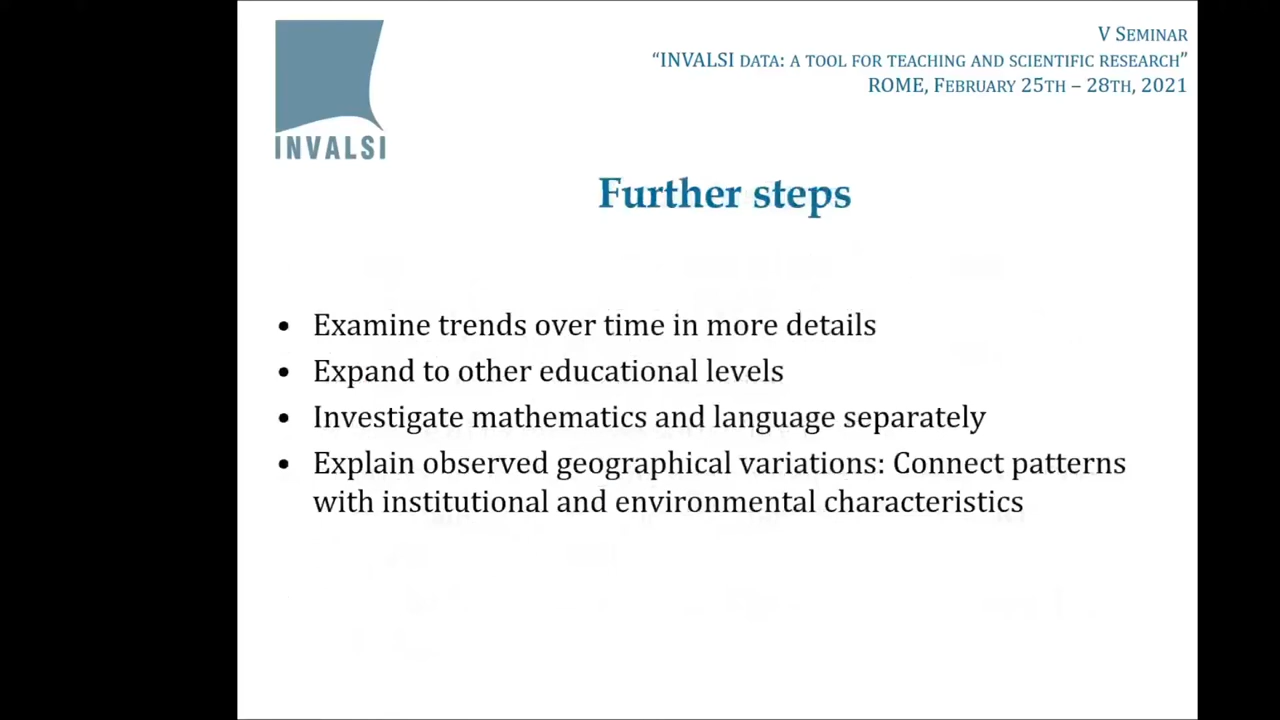 INVALSI
V SEMINAR
“INVALSI DATA: A TOOL FOR TEACHING AND SCIENTIFIC RESEARCH”
ROME, FEBRUARY 25TH – 28TH, 2021
Further steps
• Examine trends over time in more details
• Expand to other educational levels
• Investigate mathematics and language separately
• Explain observed geographical variations: Connect patterns
with institutional and environmental characteristics